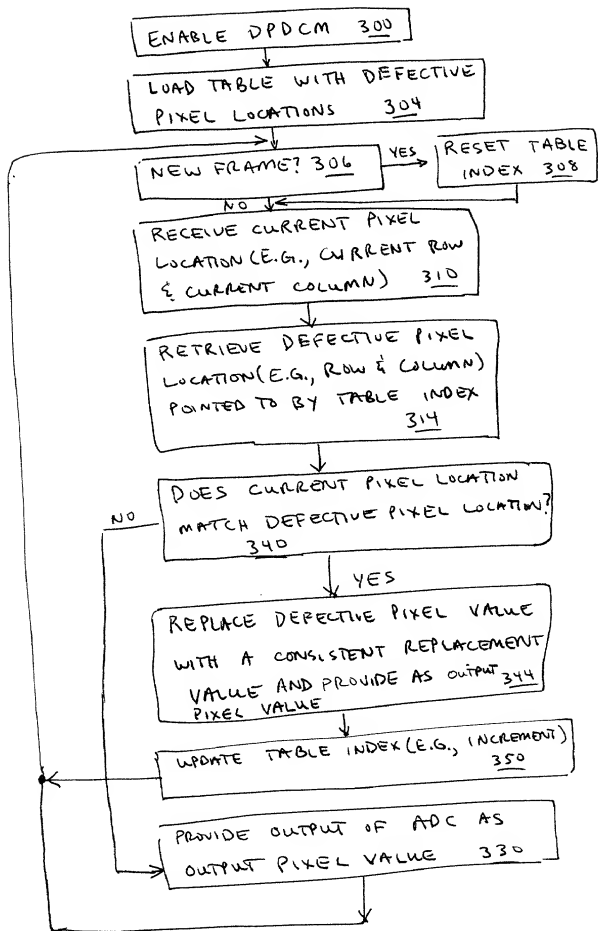 ENABLE DPDCM 300
LOAD TABLE WITH DEFECTIVE
PIXEL LOCATIONS 304
NEW FRAME? 306
YES
RESET TABLE
INDEX 308
NO
RECEIVE CURRENT PIXEL
LOCATION (E.G., CURRENT ROW
& CURRENT COLUMN) 310
RETRIEVE DEFECTIVE PIXEL
LOCATION (E.G., ROW & COLUMN)
POINTED TO BY TABLE INDEX
314
DOES CURRENT PIXEL LOCATION
MATCH DEFECTIVE PIXEL LOCATION?
340
NO
YES
REPLACE DEFECTIVE PIXEL VALUE
WITH A CONSISTENT REPLACEMENT
VALUE AND PROVIDE AS OUTPUT 344
PIXEL VALUE
UPDATE TABLE INDEX (E.G., INCREMENT)
350
PROVIDE OUTPUT OF ADC AS
OUTPUT PIXEL VALUE 330